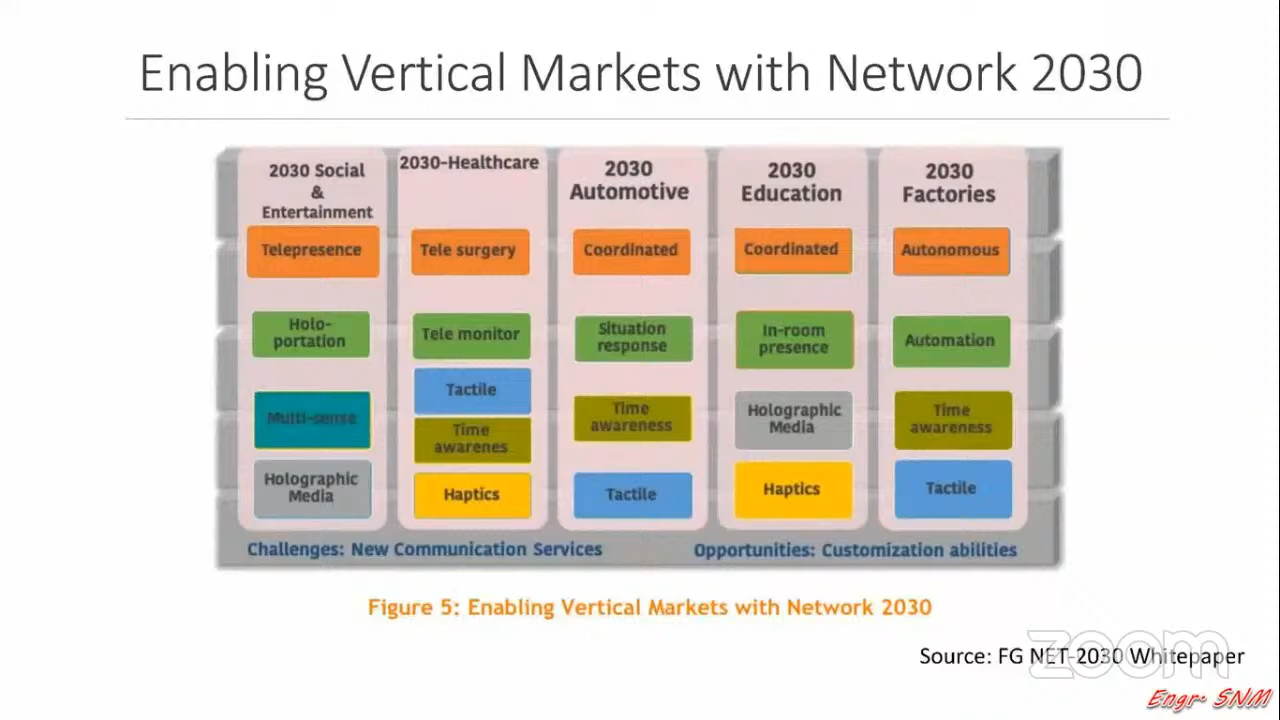 Enabling Vertical Markets with Network 2030
2030 Social
&
Entertainment
Telepresence
Holo-
portation
Multi-sense
Holographic
Media
2030-Healthcare
Tele surgery
Tele monitor
Tactile
Time
awarenes
Haptics
2030
Automotive
Coordinated
Situation
response
Time
awareness
Tactile
2030
Education
Coordinated
In-room
presence
Holographic
Media
Haptics
2030
Factories
Autonomous
Automation
Time
awareness
Tactile
Challenges: New Communication Services
Opportunities: Customization abilities
Figure 5: Enabling Vertical Markets with Network 2030
zoom
Source: FG NET-2030 Whitepaper
Engr. SNM